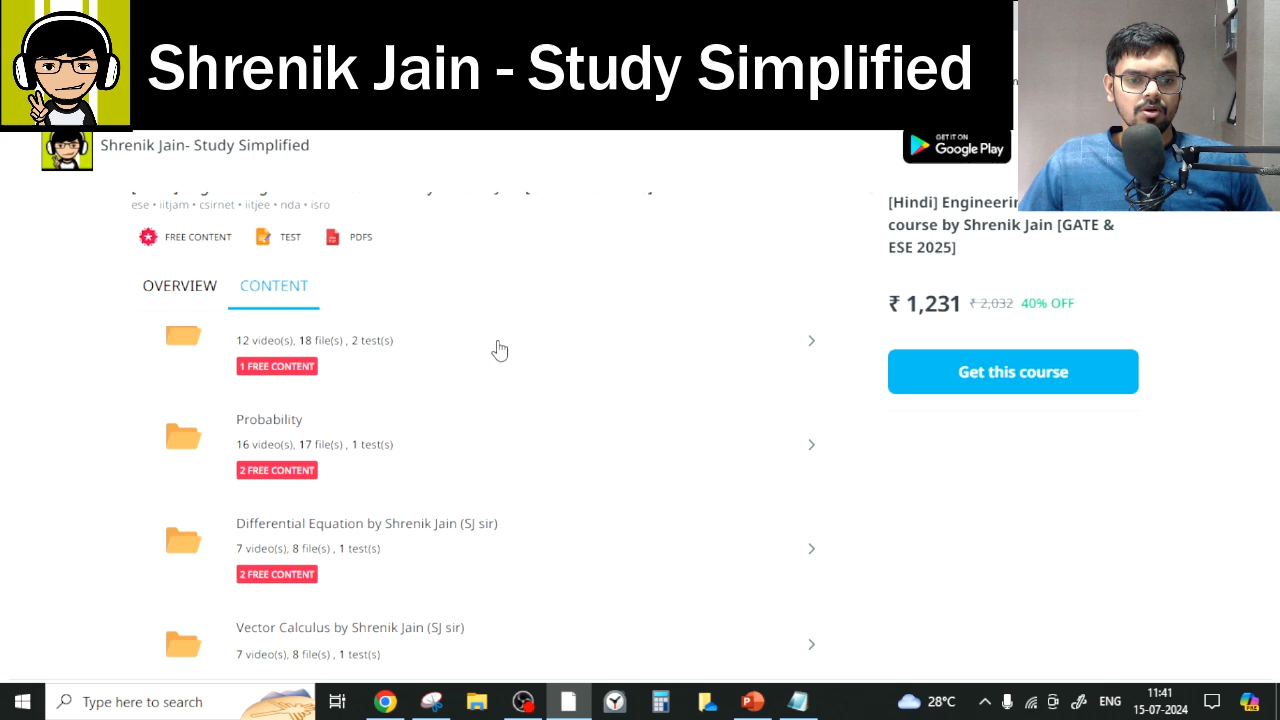 Shrenik Jain - Study Simplified
Shrenik Jain- Study Simplified
GET IT ON
Google Play
ese • iitjam • csirnet • iitjee • nda • isro
FREE CONTENT
TEST
PDFS
[Hindi] Engineerin
course by Shrenik Jain [GATE &
ESE 2025]
OVERVIEW
CONTENT
₹ 1,231 ₹ 2,032 40% OFF
12 video(s), 18 file(s) , 2 test(s)
1 FREE CONTENT
Get this course
Probability
16 video(s), 17 file(s) , 1 test(s)
2 FREE CONTENT
Differential Equation by Shrenik Jain (SJ sir)
7 video(s), 8 file(s) , 1 test(s)
2 FREE CONTENT
Vector Calculus by Shrenik Jain (SJ sir)
7 video(s), 8 file(s) , 1 test(s)
Type here to search
28°C
ENG
11:41
15-07-2024